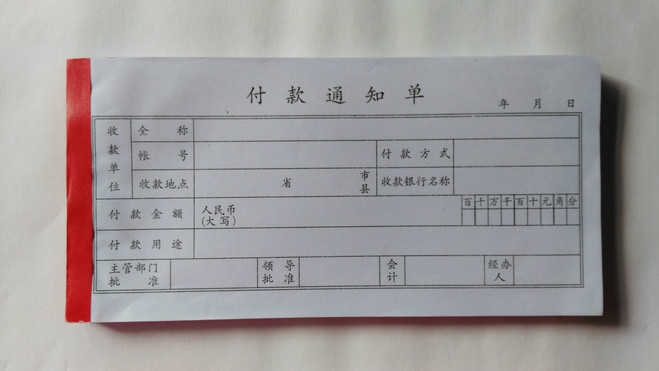 付款通知单
年 月 日
收款单位 全称
帐号 付款方式
收款地点 省 市县 收款银行名称
付款金额 人民币(大写) 百十万千百十元角分
付款用途
主管部门批准 领导批准 会计 经办人